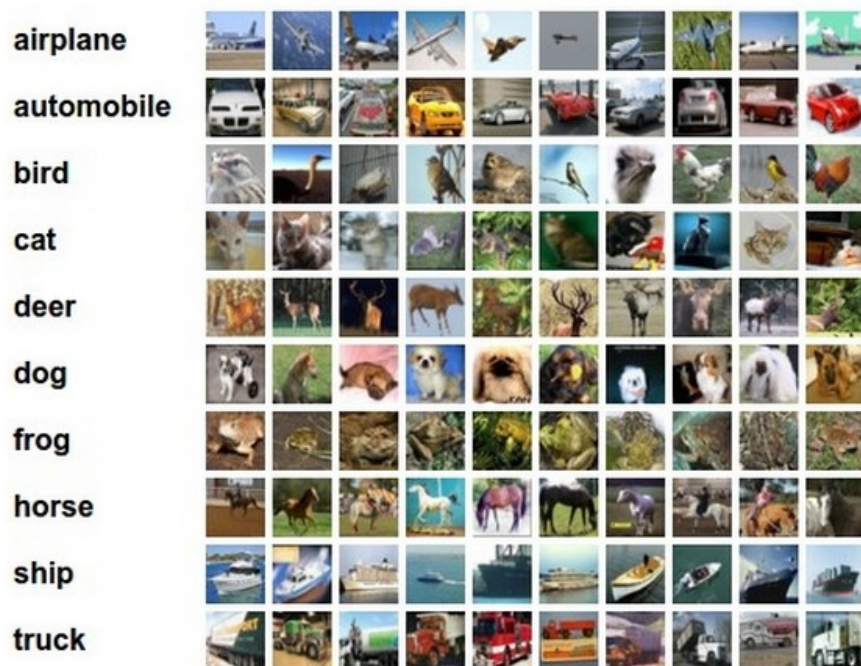 airplane
automobile
bird
cat
deer
dog
frog
horse
ship
truck